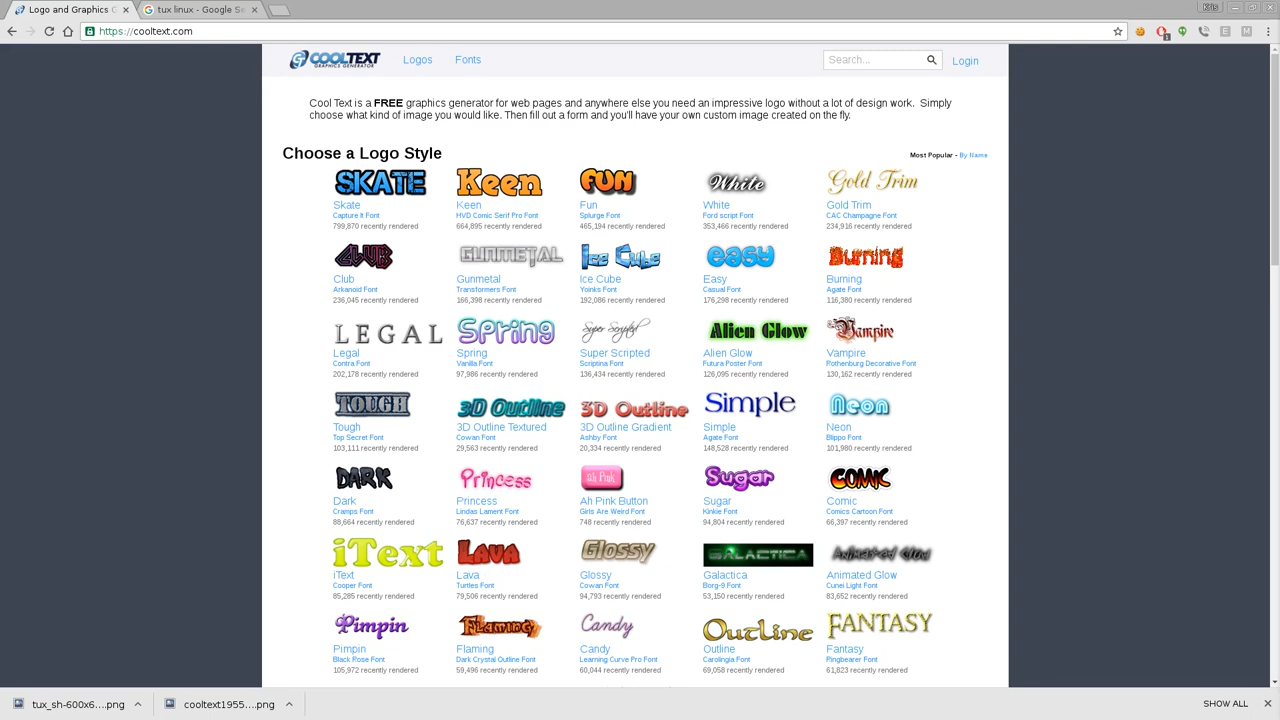 Logo and Graphics G
tux linux - Google Se
Kris
https://cooltext.com
COOLTEXT
GRAPHICS GENERATOR
Logos
Fonts
Search...
Login
Cool Text is a FREE graphics generator for web pages and anywhere else you need an impressive logo without a lot of design work. Simply
choose what kind of image you would like. Then fill out a form and you'll have your own custom image created on the fly.
Choose a Logo Style
Most Popular - By Name
SKATE Keen FUN White Gold Trim
Skate Keen Fun White Gold Trim
Capture It Font HVD Comic Serif Pro Font Splurge Font Ford script Font CAC Champagne Font
799,870 recently rendered 664,895 recently rendered 465,194 recently rendered 353,466 recently rendered 234,916 recently rendered
CLUB GUNMETAL Ice Cube easy Burning
Club Gunmetal Ice Cube Easy Burning
Arkanoid Font Transformers Font Yoinks Font Casual Font Agate Font
236,045 recently rendered 166,398 recently rendered 192,086 recently rendered 176,298 recently rendered 116,380 recently rendered
LEGAL Spring Super Scripted Alien Glow Vampire
Legal Spring Super Scripted Alien Glow Vampire
Contra Font Vanilla Font Scriptina Font Futura Poster Font Rothenburg Decorative Font
202,178 recently rendered 97,986 recently rendered 136,434 recently rendered 126,095 recently rendered 130,162 recently rendered
TOUGH 3D Outline 3D Outline Simple Neon
Tough 3D Outline Textured 3D Outline Gradient Simple Neon
Top Secret Font Cowan Font Ashby Font Agate Font Blippo Font
103,111 recently rendered 29,563 recently rendered 20,334 recently rendered 148,528 recently rendered 101,980 recently rendered
DARK Princess Ah Pink Sugar COMIC
Dark Princess Ah Pink Button Sugar Comic
Cramps Font Lindas Lament Font Girls Are Weird Font Kinkie Font Comics Cartoon Font
88,664 recently rendered 76,637 recently rendered 748 recently rendered 94,804 recently rendered 66,397 recently rendered
iText LAVA Glossy GALACTICA Animated Glow
iText Lava Glossy Galactica Animated Glow
Cooper Font Turtles Font Cowan Font Borg-9 Font Cunei Light Font
85,285 recently rendered 79,506 recently rendered 94,793 recently rendered 53,150 recently rendered 83,652 recently rendered
Pimpin Flaming Candy Outline FANTASY
Pimpin Flaming Candy Outline Fantasy
Black Rose Font Dark Crystal Outline Font Learning Curve Pro Font Carolingia Font Ringbearer Font
105,972 recently rendered 59,496 recently rendered 60,044 recently rendered 69,058 recently rendered 61,823 recently rendered
tux_sh-600x6....png
cooltext1955....png
SHOW ALL